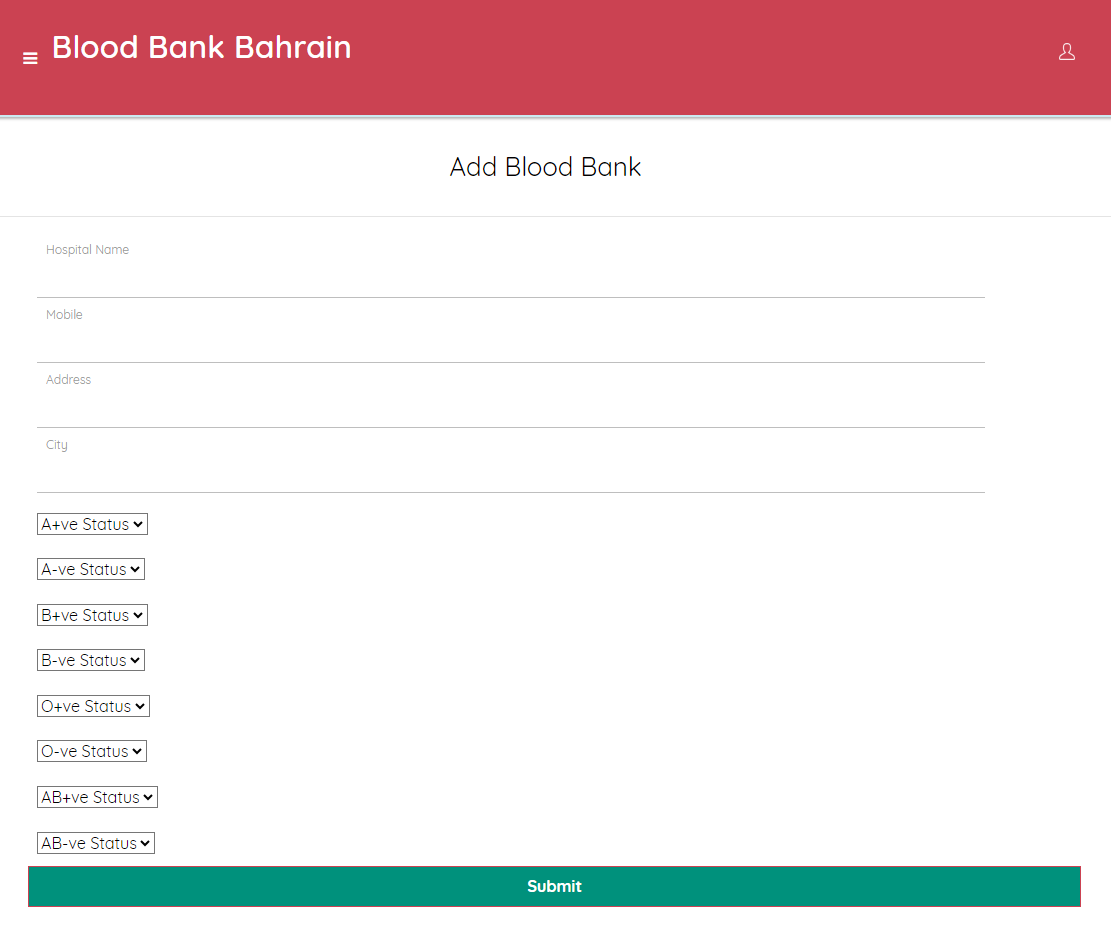 Blood Bank Bahrain
Add Blood Bank
Hospital Name
Mobile
Address
City
A+ve Status
A-ve Status
B+ve Status
B-ve Status
O+ve Status
O-ve Status
AB+ve Status
AB-ve Status
Submit